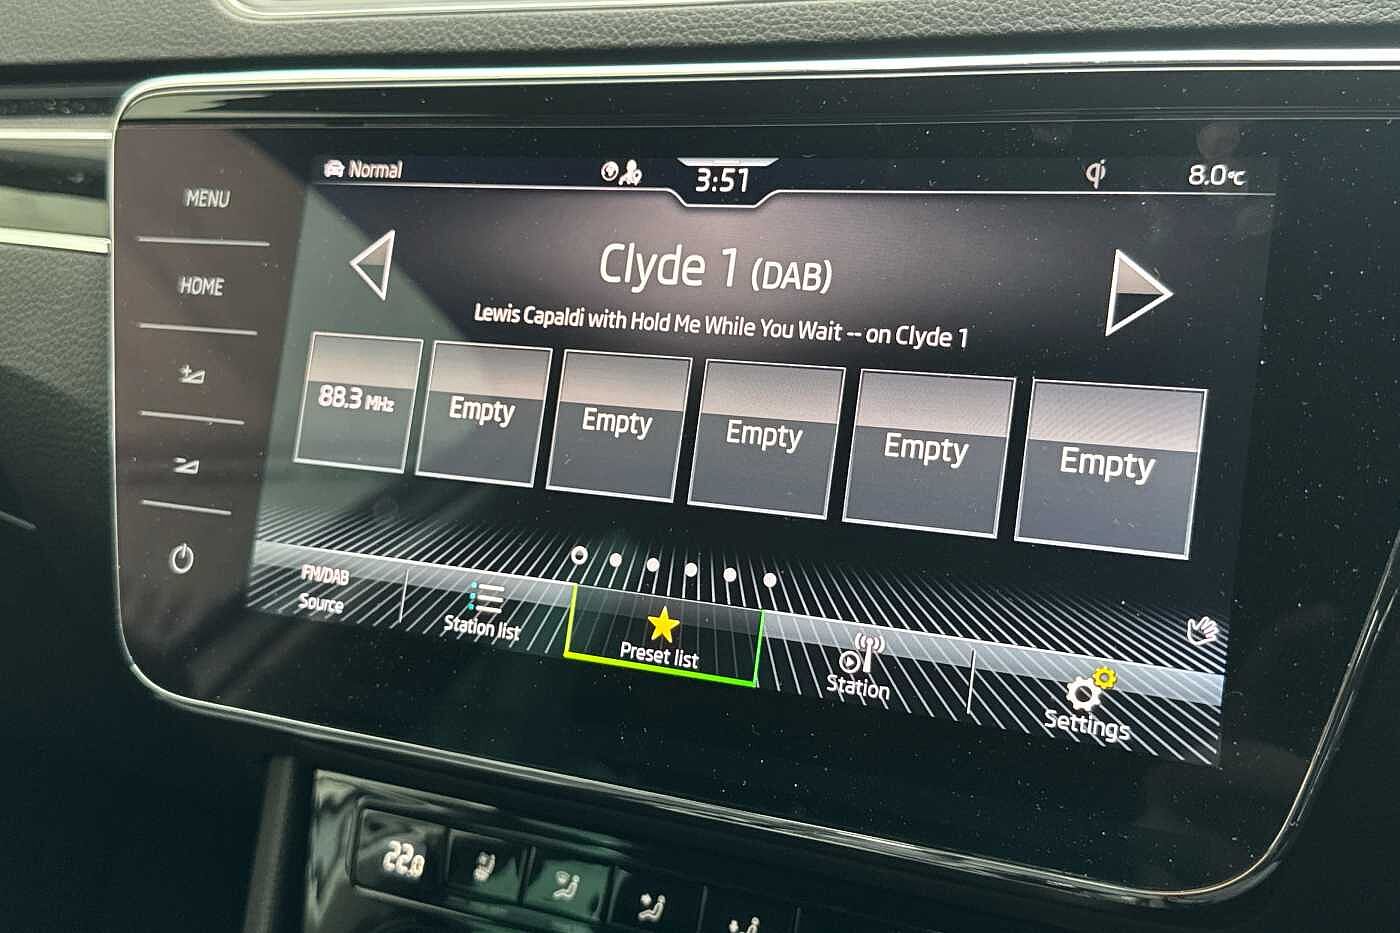 Normal
3:51
8.0°C
MENU
HOME
Clyde 1 (DAB)
Lewis Capaldi with Hold Me While You Wait -- on Clyde 1
88.3 MHz
Empty
Empty
Empty
Empty
Empty
FM/DAB
Source
Station list
Preset list
Station
Settings
22.0